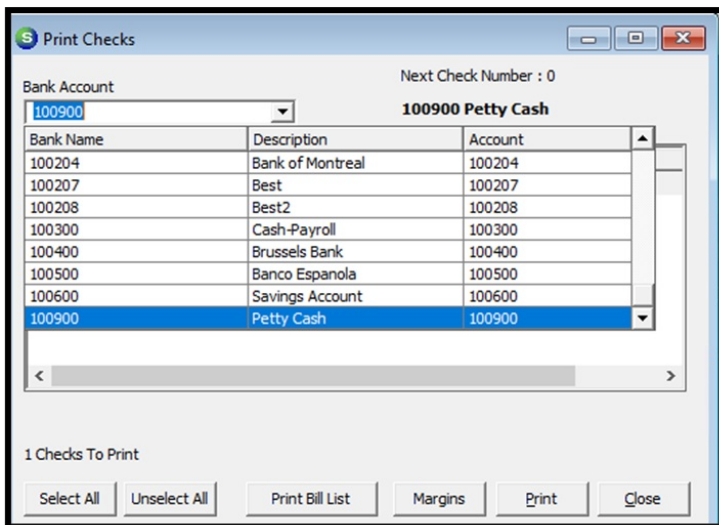 S Print Checks
Next Check Number : 0
Bank Account
100900
100900 Petty Cash
Bank Name Description Account
100204 Bank of Montreal 100204
100207 Best 100207
100208 Best2 100208
100300 Cash-Payroll 100300
100400 Brussels Bank 100400
100500 Banco Espanola 100500
100600 Savings Account 100600
100900 Petty Cash 100900
1 Checks To Print
Select All Unselect All Print Bill List Margins Print Close